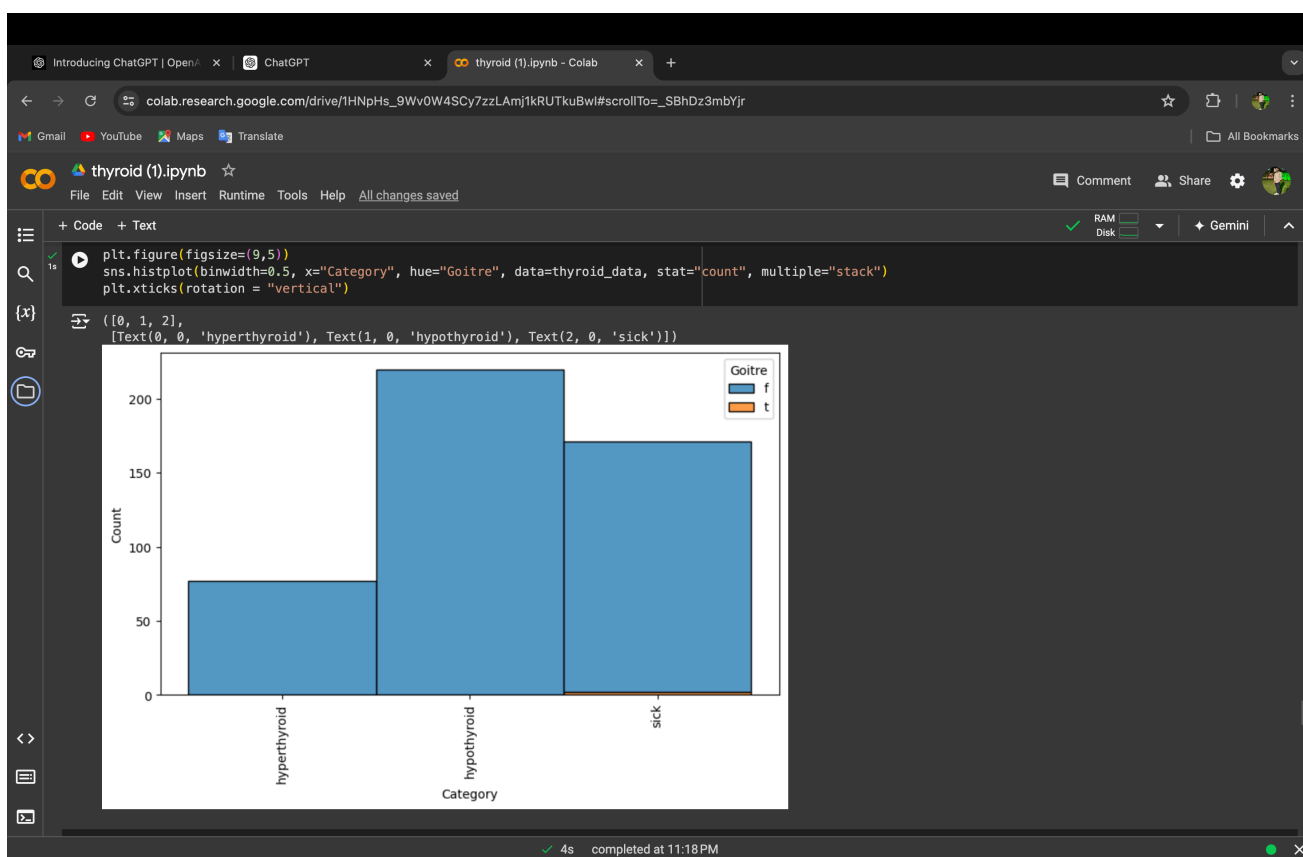 Introducing ChatGPT | OpenA
ChatGPT
thyroid (1).ipynb - Colab
colab.research.google.com/drive/1HNpHs_9Wv0W4SCy7zzLAmj1kRUTkuBwI#scrollTo=_SBhDz3mbYjr
Gmail YouTube Maps Translate All Bookmarks
thyroid (1).ipynb
File Edit View Insert Runtime Tools Help All changes saved
Comment Share
+ Code + Text
RAM
Disk
Gemini
1s
plt.figure(figsize=(9,5))
sns.histplot(binwidth=0.5, x="Category", hue="Goitre", data=thyroid_data, stat="count", multiple="stack")
plt.xticks(rotation = "vertical")
{x}
([0, 1, 2],
[Text(0, 0, 'hyperthyroid'), Text(1, 0, 'hypothyroid'), Text(2, 0, 'sick')])
Goitre
f
t
200
150
100
50
0
Count
hyperthyroid
hypothyroid
sick
Category
4s completed at 11:18 PM